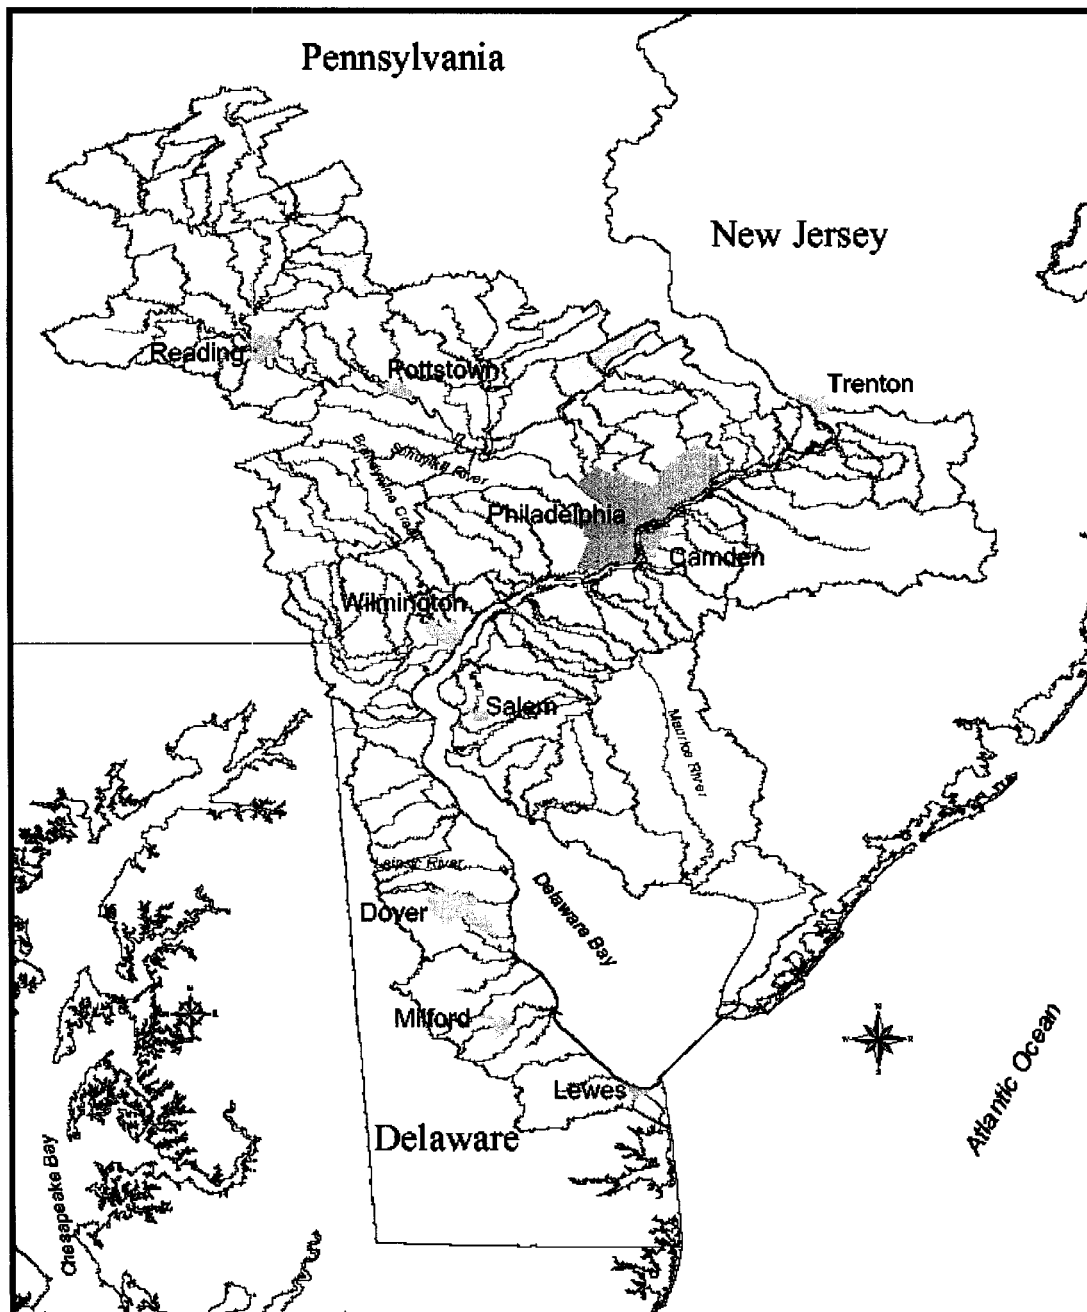 Pennsylvania
New Jersey
Reading
Pottstown
Trenton
Schuylkill River
Brandywine Creek
Philadelphia
Camden
Wilmington
Salem
Maurice River
Leipsic River
Dover
Delaware Bay
Milford
Lewes
Delaware
Chesapeake Bay
Atlantic Ocean
N
W
E
S